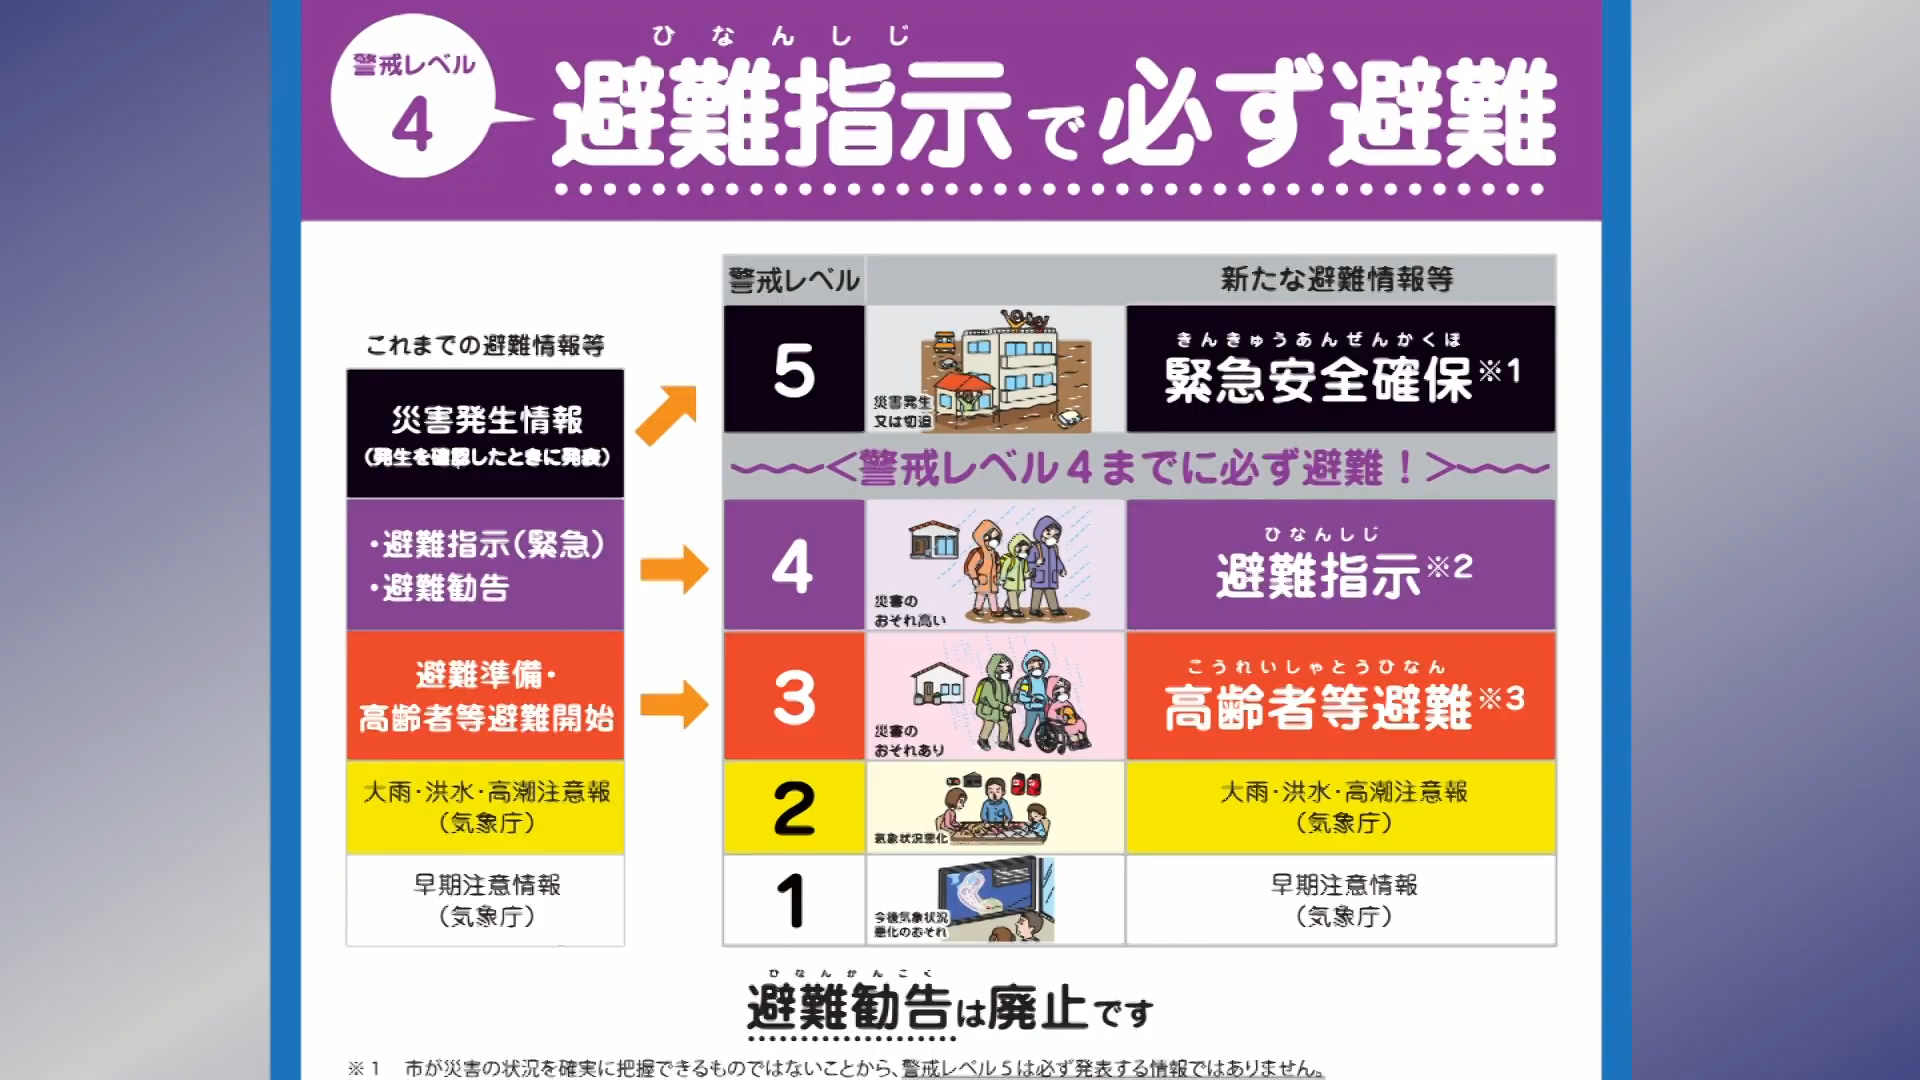 警戒レベル
4
ひなんしじ
避難指示で必ず避難
これまでの避難情報等
災害発生情報
(発生を確認したときに発表)
・避難指示(緊急)
・避難勧告
避難準備・
高齢者等避難開始
大雨・洪水・高潮注意報
(気象庁)
早期注意情報
(気象庁)
警戒レベル
新たな避難情報等
5
災害発生
又は切迫
きんきゅうあんぜんかくほ
緊急安全確保※1
〜〜〜<警戒レベル4までに必ず避難!>〜〜〜
4
災害の
おそれ高い
ひなんしじ
避難指示※2
3
災害の
おそれあり
こうれいしゃとうひなん
高齢者等避難※3
2
気象状況悪化
大雨・洪水・高潮注意報
(気象庁)
1
今後気象状況
悪化のおそれ
早期注意情報
(気象庁)
ひなんかんこく
避難勧告は廃止です
※1 市が災害の状況を確実に把握できるものではないことから、警戒レベル5は必ず発表する情報ではありません。